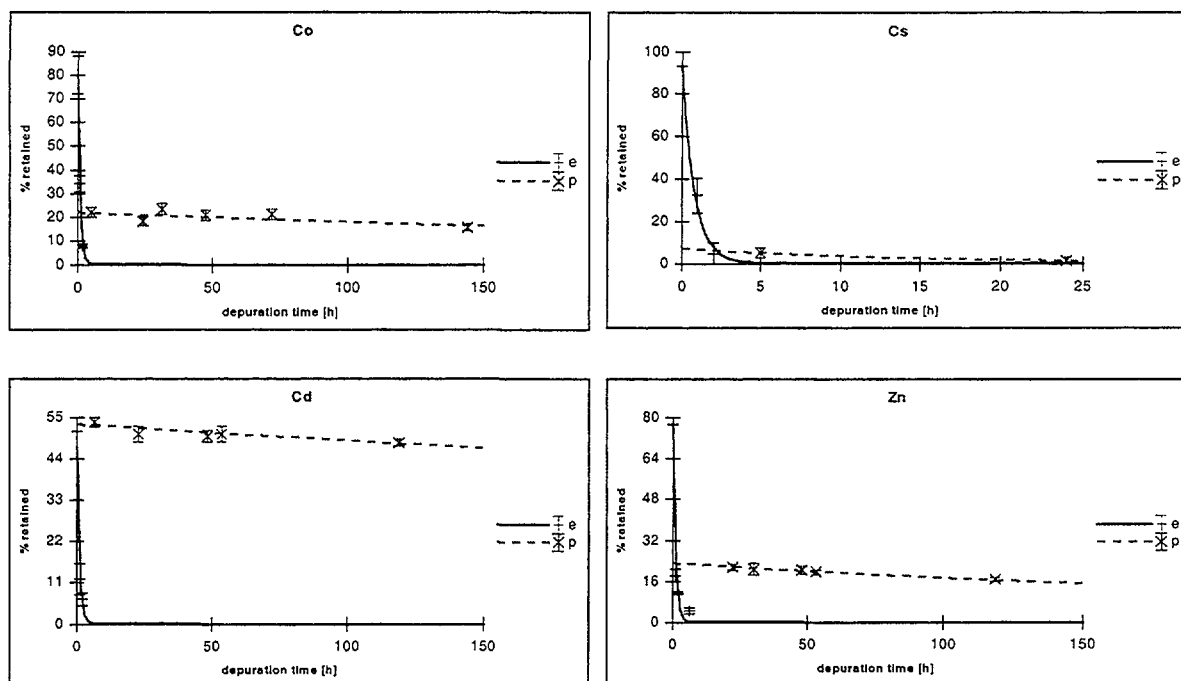 Co
90
80
70
60
50
40
30
20
10
0
% retained
0 50 100 150
depuration time [h]
e
p
Cs
100
80
60
40
20
0
% retained
0 5 10 15 20 25
depuration time [h]
e
p
Cd
55
44
33
22
11
0
% retained
0 50 100 150
depuration time [h]
e
p
Zn
80
64
48
32
16
0
% retained
0 50 100 150
depuration time [h]
e
p